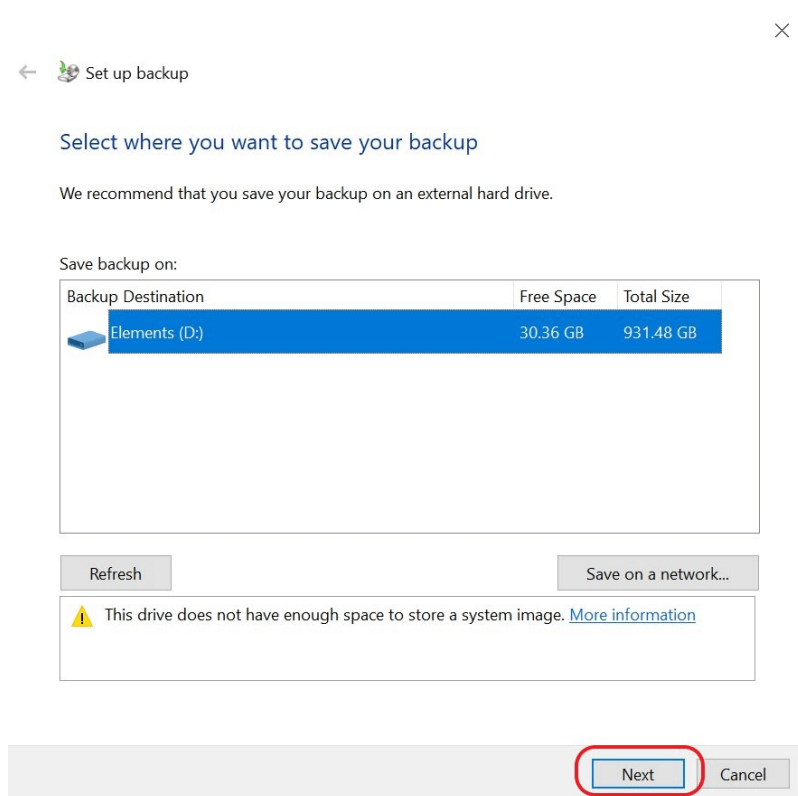 Set up backup
Select where you want to save your backup
We recommend that you save your backup on an external hard drive.
Save backup on:
Backup Destination Free Space Total Size
Elements (D:) 30.36 GB 931.48 GB
Refresh Save on a network...
This drive does not have enough space to store a system image. More information
Next Cancel